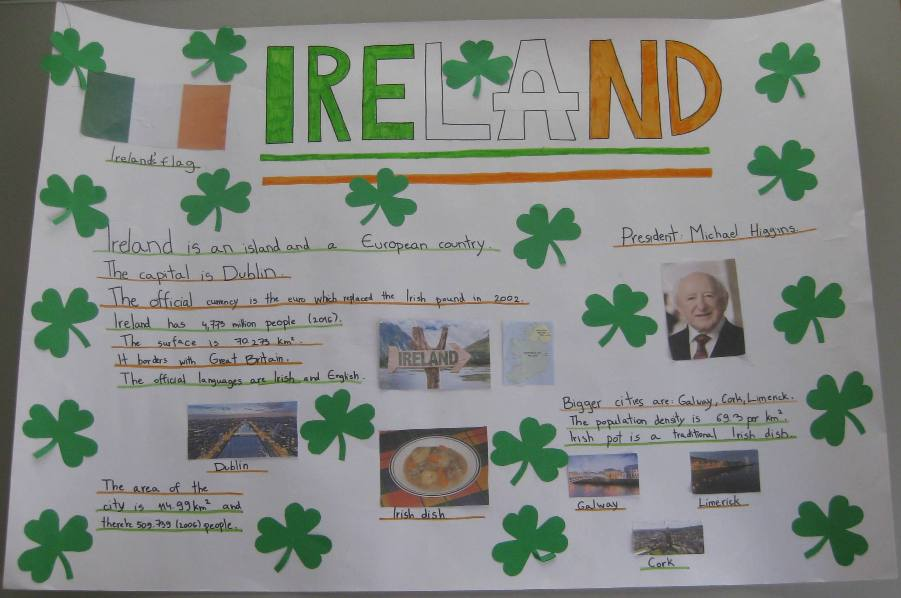 IRELAND
Ireland's flag
Ireland is an island and a European country.
The capital is Dublin.
The official currency is the euro which replaced the Irish pound in 2002.
Ireland has 4,773 million people (2016).
The surface is 70 273 km².
It borders with Great Britain.
The official languages are Irish and English.
IRELAND
Dublin
The area of the
city is 114.99 km² and
there're 505.739 (2006) people.
Irish dish
President: Michael Higgins.
Bigger cities are: Galway, Cork, Limerick.
The population density is 69.3 per km².
Irish pot is a traditional Irish dish.
Galway
Limerick
Cork